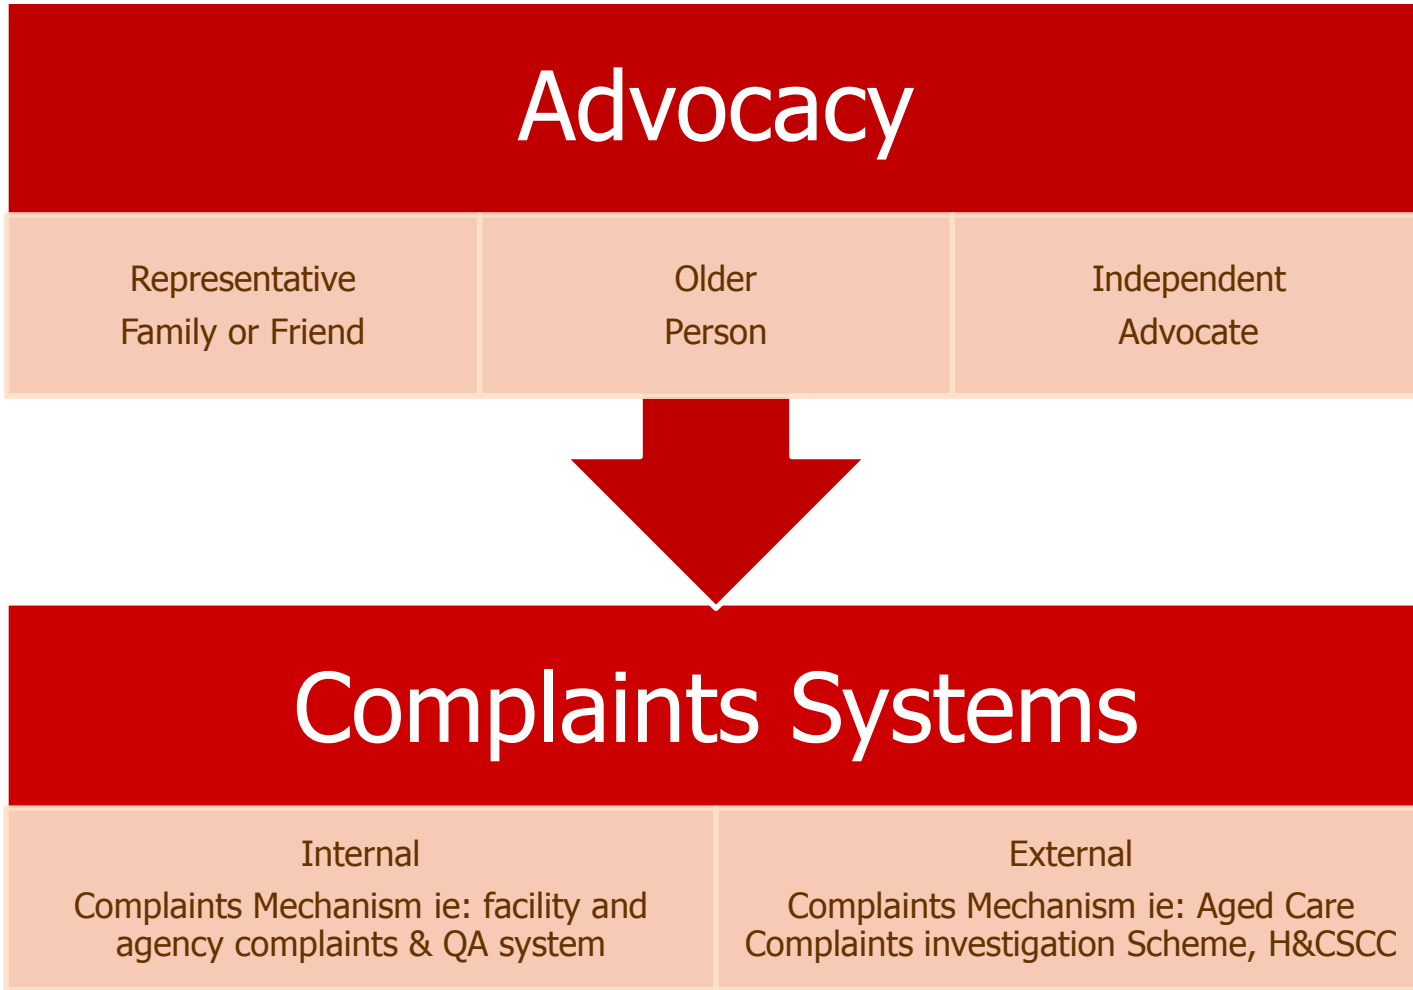 Advocacy
Representative
Family or Friend
Older
Person
Independent
Advocate
Complaints Systems
Internal
Complaints Mechanism ie: facility and
agency complaints & QA system
External
Complaints Mechanism ie: Aged Care
Complaints investigation Scheme, H&CSCC